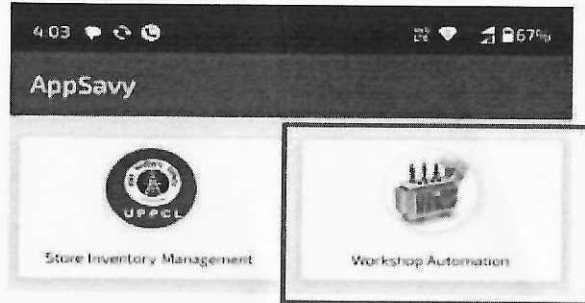 4:03 67%
AppSavy
UPPCL
Store Inventory Management
Workshop Automation